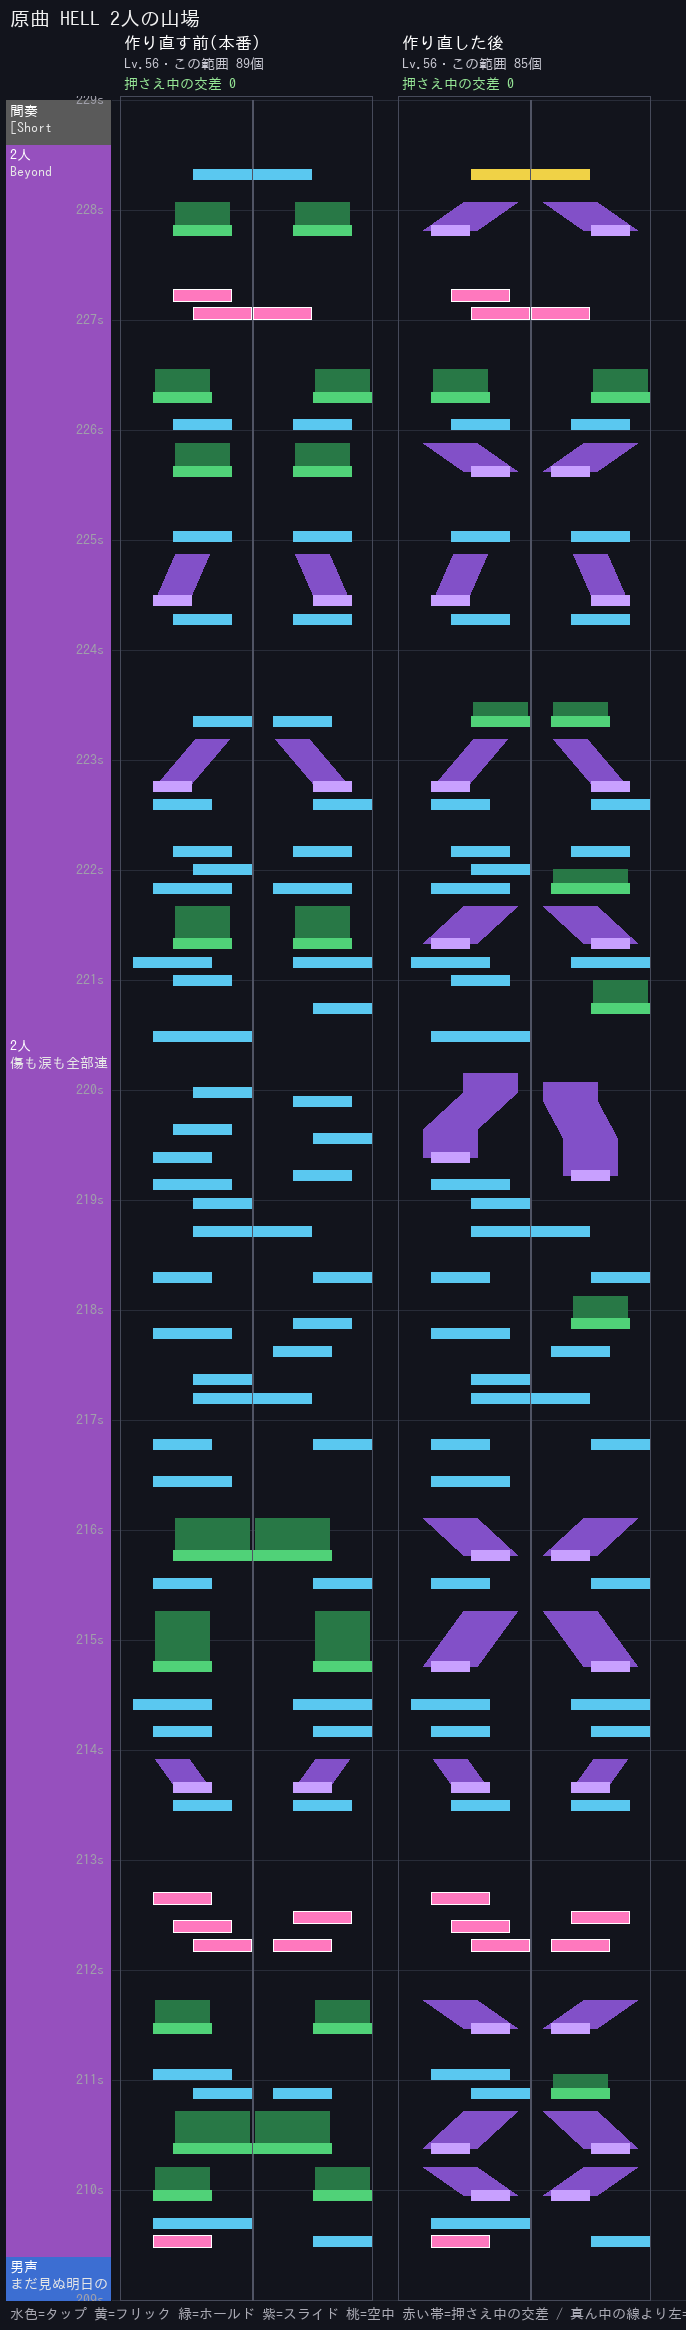 原曲 HELL 2人の山場
作り直す前(本番)
Lv.56・この範囲 89個
押さえ中の交差 0
作り直した後
Lv.56・この範囲 85個
押さえ中の交差 0
229s
間奏
[Short
2人
Beyond
228s
227s
226s
225s
224s
223s
222s
221s
2人
傷も涙も全部連
220s
219s
218s
217s
216s
215s
214s
213s
212s
211s
210s
男声
まだ見ぬ明日の
209s
水色=タップ 黄=フリック 緑=ホールド 紫=スライド 桃=空中 赤い帯=押さえ中の交差 / 真ん中の線より左=